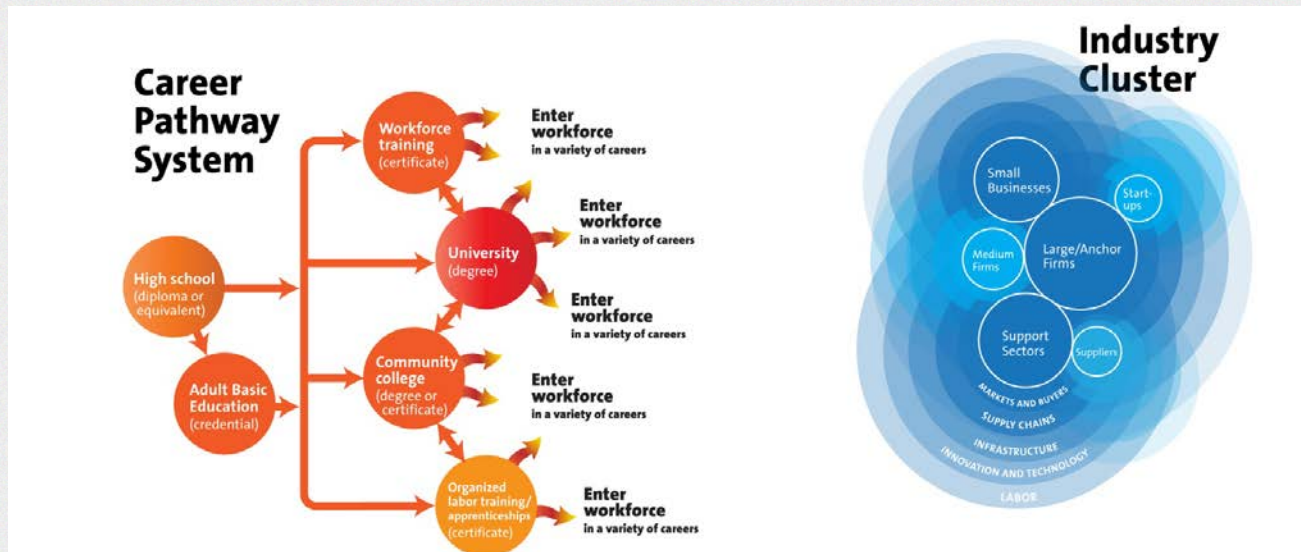 Career
Pathway
System
High school
(diploma or
equivalent)
Adult Basic
Education
(credential)
Workforce
training
(certificate)
University
(degree)
Community
college
(degree or
certificate)
Organized
labor training/
apprenticeships
(certificate)
Enter
workforce
in a variety of careers
Enter
workforce
in a variety of careers
Enter
workforce
in a variety of careers
Enter
workforce
in a variety of careers
Enter
workforce
in a variety of careers
Industry
Cluster
Small
Businesses
Start-
ups
Medium
Firms
Large/Anchor
Firms
Support
Sectors
Suppliers
MARKETS AND BUYERS
SUPPLY CHAINS
INFRASTRUCTURE
INNOVATION AND TECHNOLOGY
LABOR